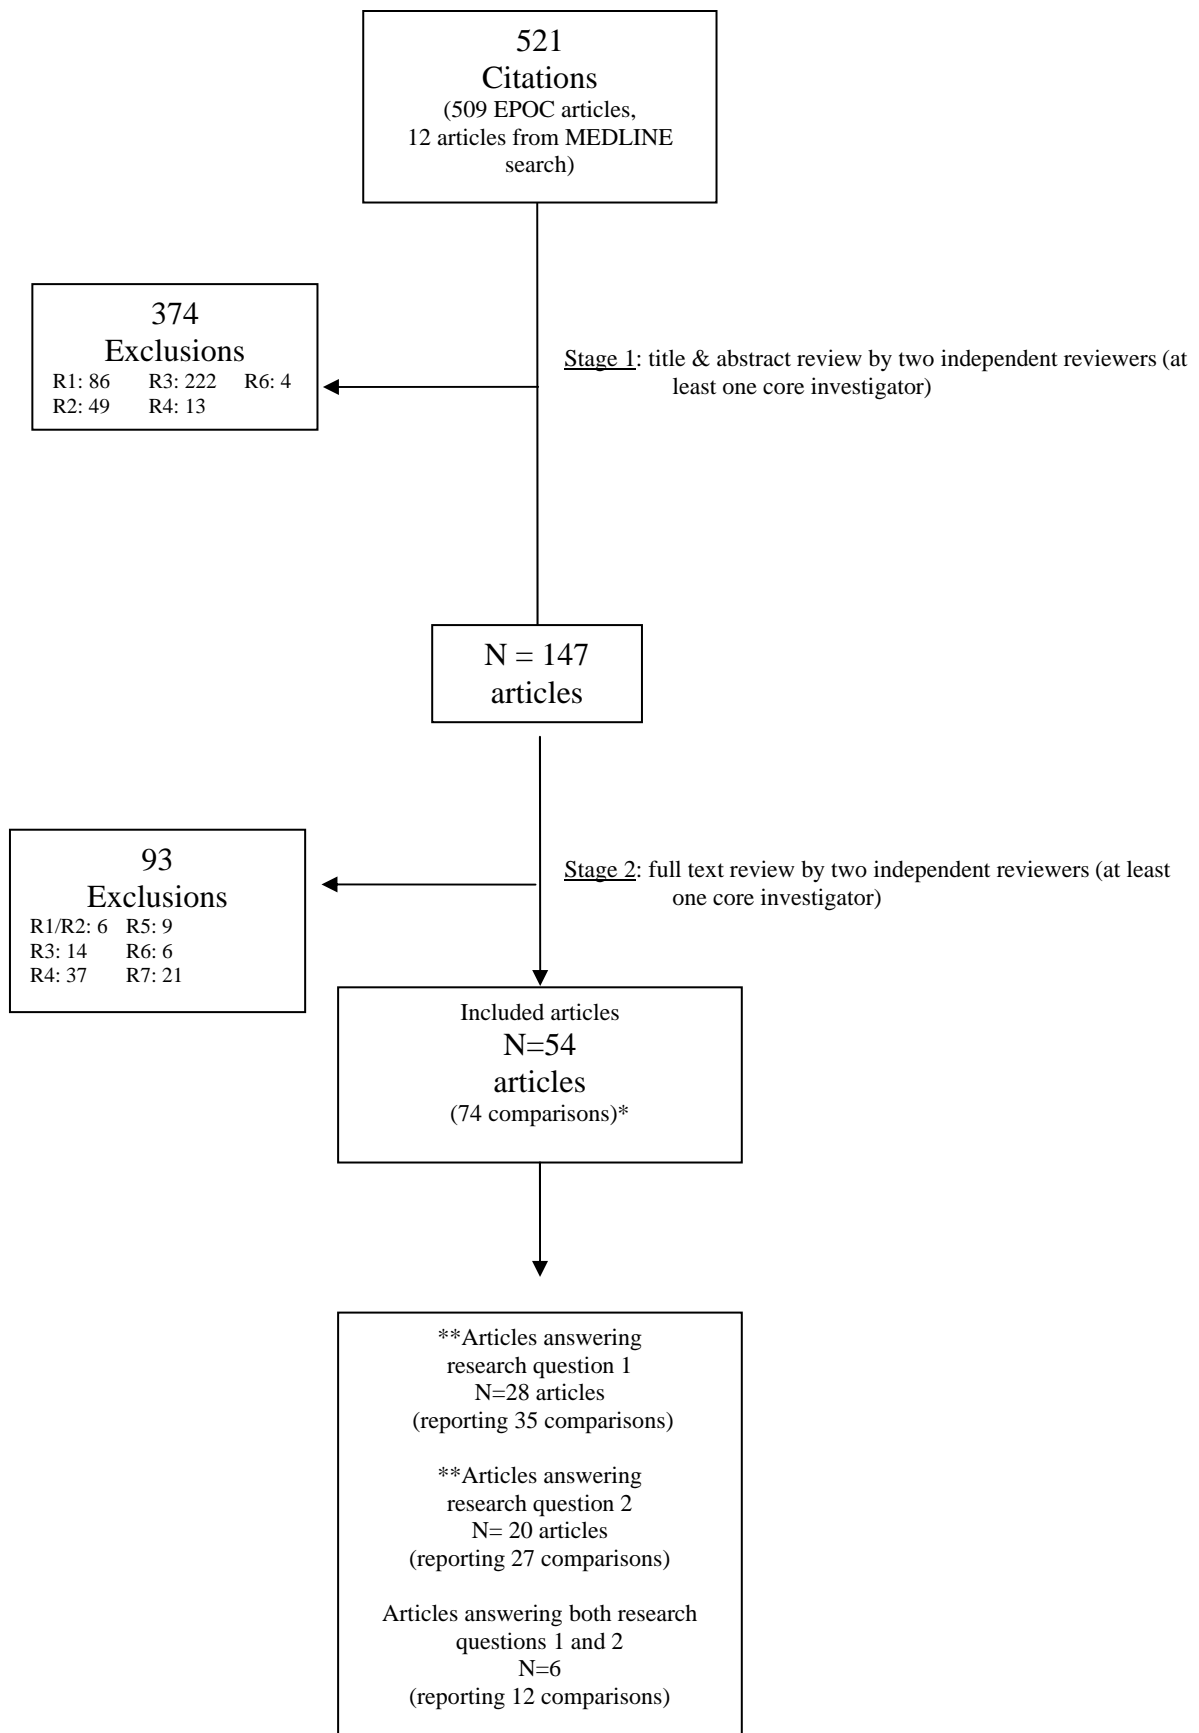 521
Citations
(509 EPOC articles,
12 articles from MEDLINE
search)
374
Exclusions
R1: 86 R3: 222 R6: 4
R2: 49 R4: 13
Stage 1: title & abstract review by two independent reviewers (at
least one core investigator)
N = 147
articles
93
Exclusions
R1/R2: 6 R5: 9
R3: 14 R6: 6
R4: 37 R7: 21
Stage 2: full text review by two independent reviewers (at least
one core investigator)
Included articles
N=54
articles
(74 comparisons)*
**Articles answering
research question 1
N=28 articles
(reporting 35 comparisons)
**Articles answering
research question 2
N= 20 articles
(reporting 27 comparisons)
Articles answering both research
questions 1 and 2
N=6
(reporting 12 comparisons)